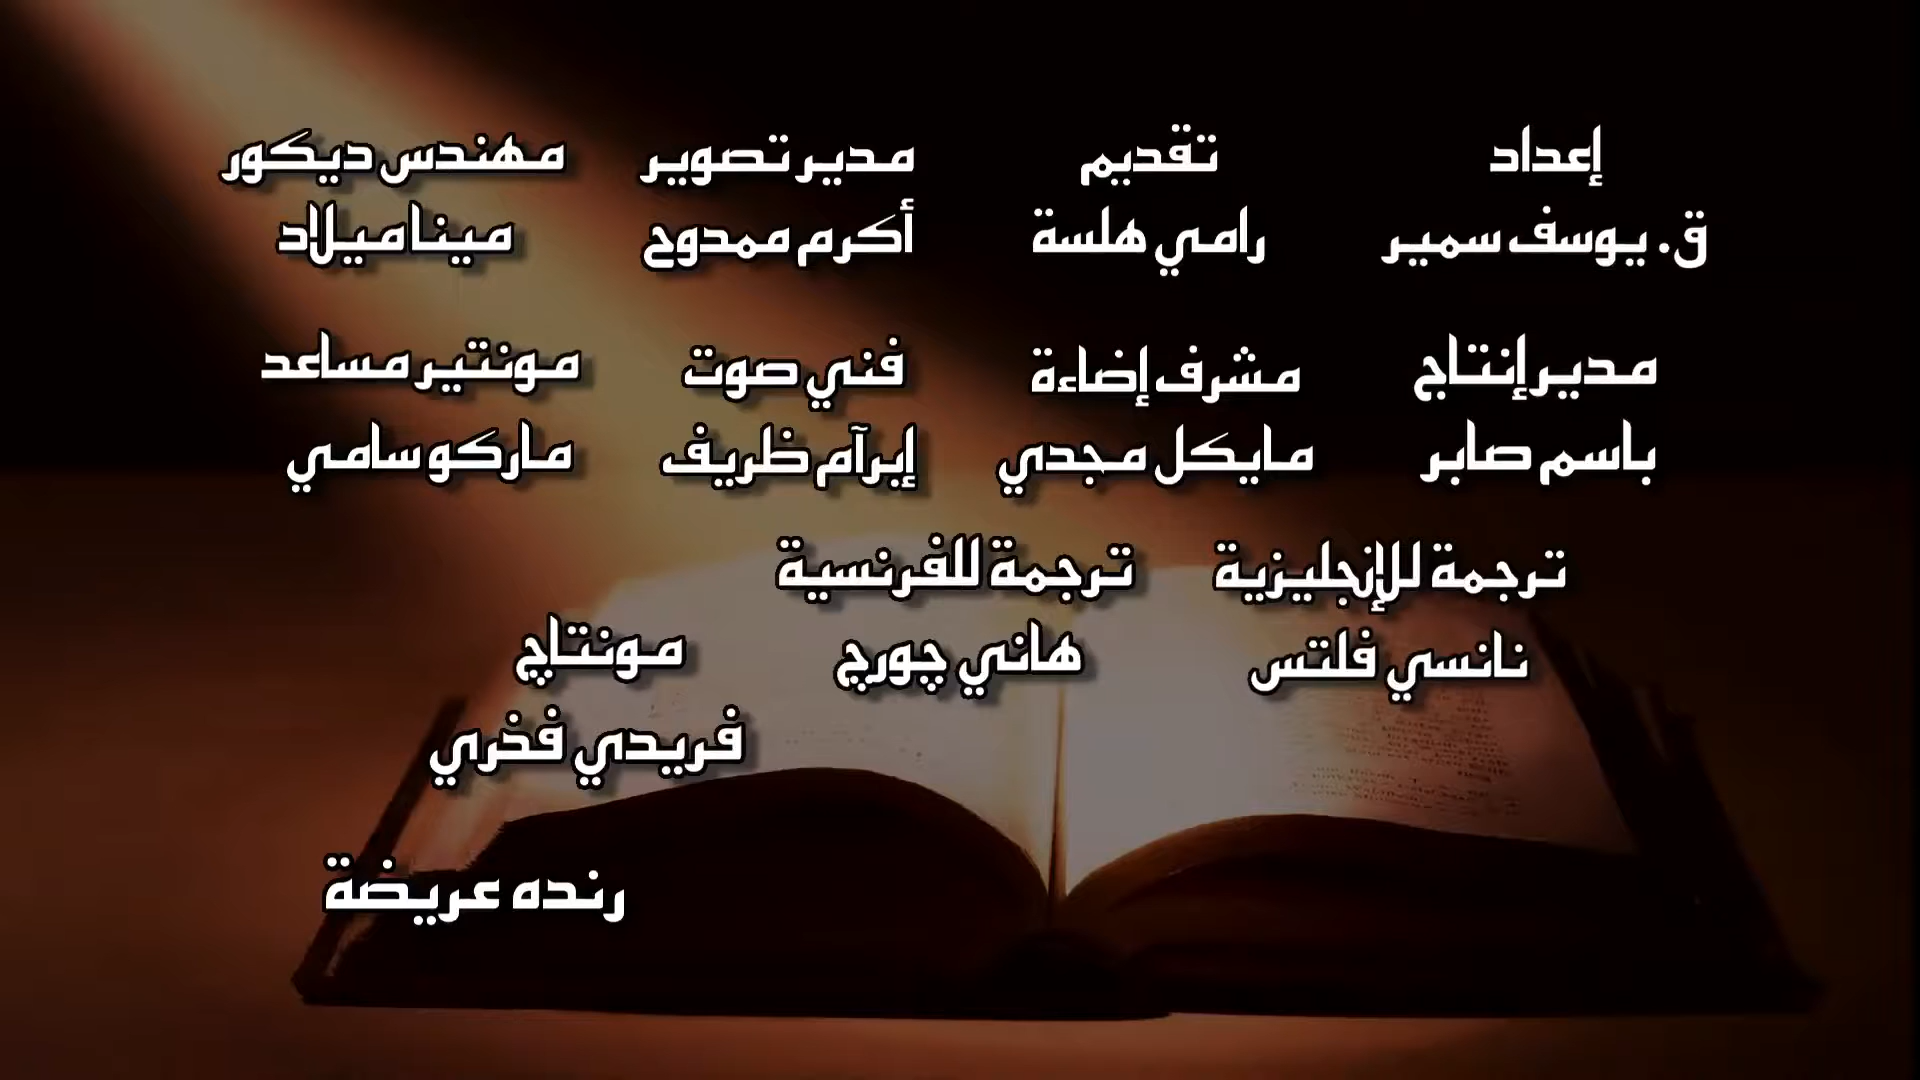 إعداد
ق. يوسف سمير
تقديم
رامي هلسة
مدير تصوير
أكرم ممدوح
مهندس ديكور
مينا ميلاد
مدير إنتاج
باسم صابر
مشرف إضاءة
مايكل مجدي
فني صوت
إبرآم ظريف
مونتير مساعد
ماركو سامي
ترجمة للإنجليزية
نانسي فلتس
ترجمة للفرنسية
هاني چورچ
مونتاچ
فريدي فخري
رنده عريضة